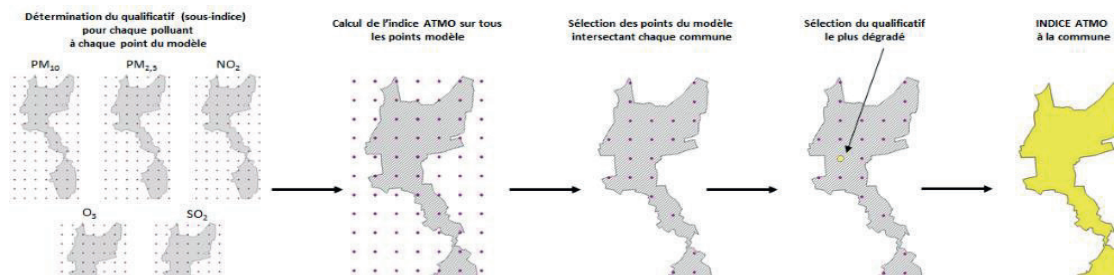 Détermination du qualificatif (sous-indice)
pour chaque polluant
à chaque point du modèle
PM10
PM2,5
NO2
O3
SO2
Calcul de l'indice ATMO sur tous
les points modèle
Sélection des points du modèle
intersectant chaque commune
Sélection du qualificatif
le plus dégradé
INDICE ATMO
à la commune